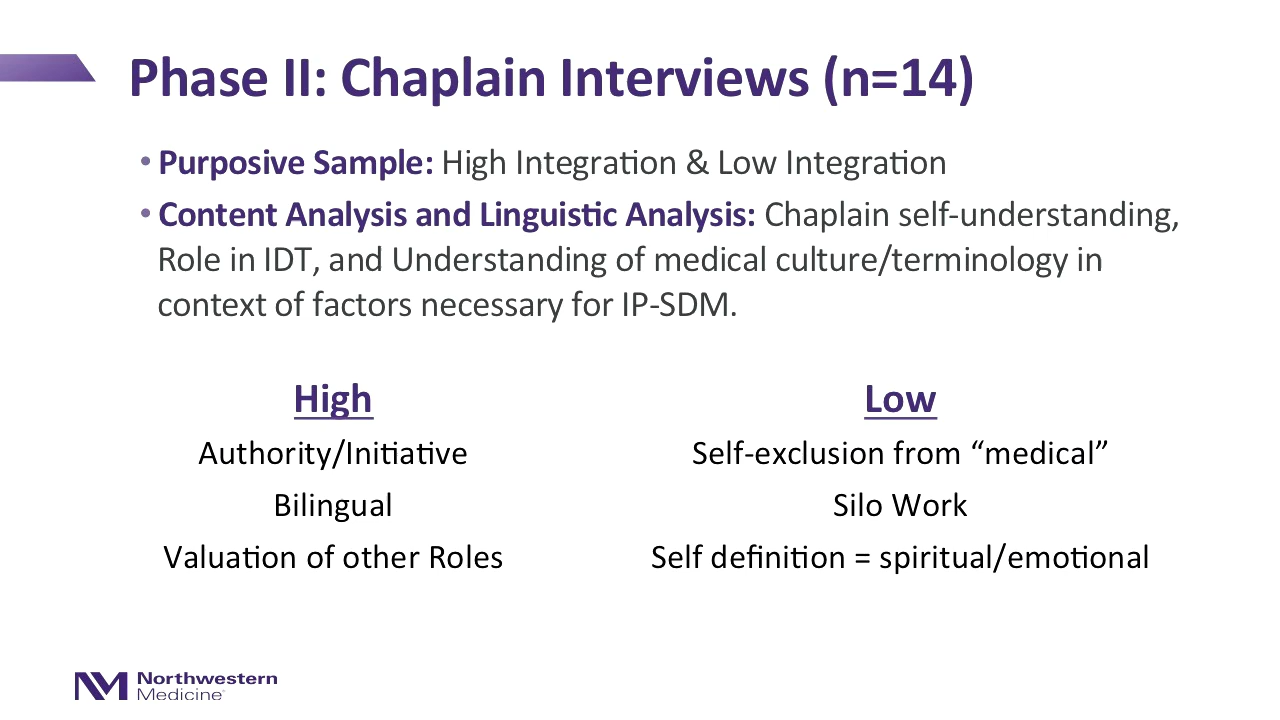 Phase II: Chaplain Interviews (n=14)
• Purposive Sample: High Integration & Low Integration
• Content Analysis and Linguistic Analysis: Chaplain self-understanding,
Role in IDT, and Understanding of medical culture/terminology in
context of factors necessary for IP-SDM.
High
Authority/Initiative
Bilingual
Valuation of other Roles
Low
Self-exclusion from “medical”
Silo Work
Self definition = spiritual/emotional
Northwestern
Medicine